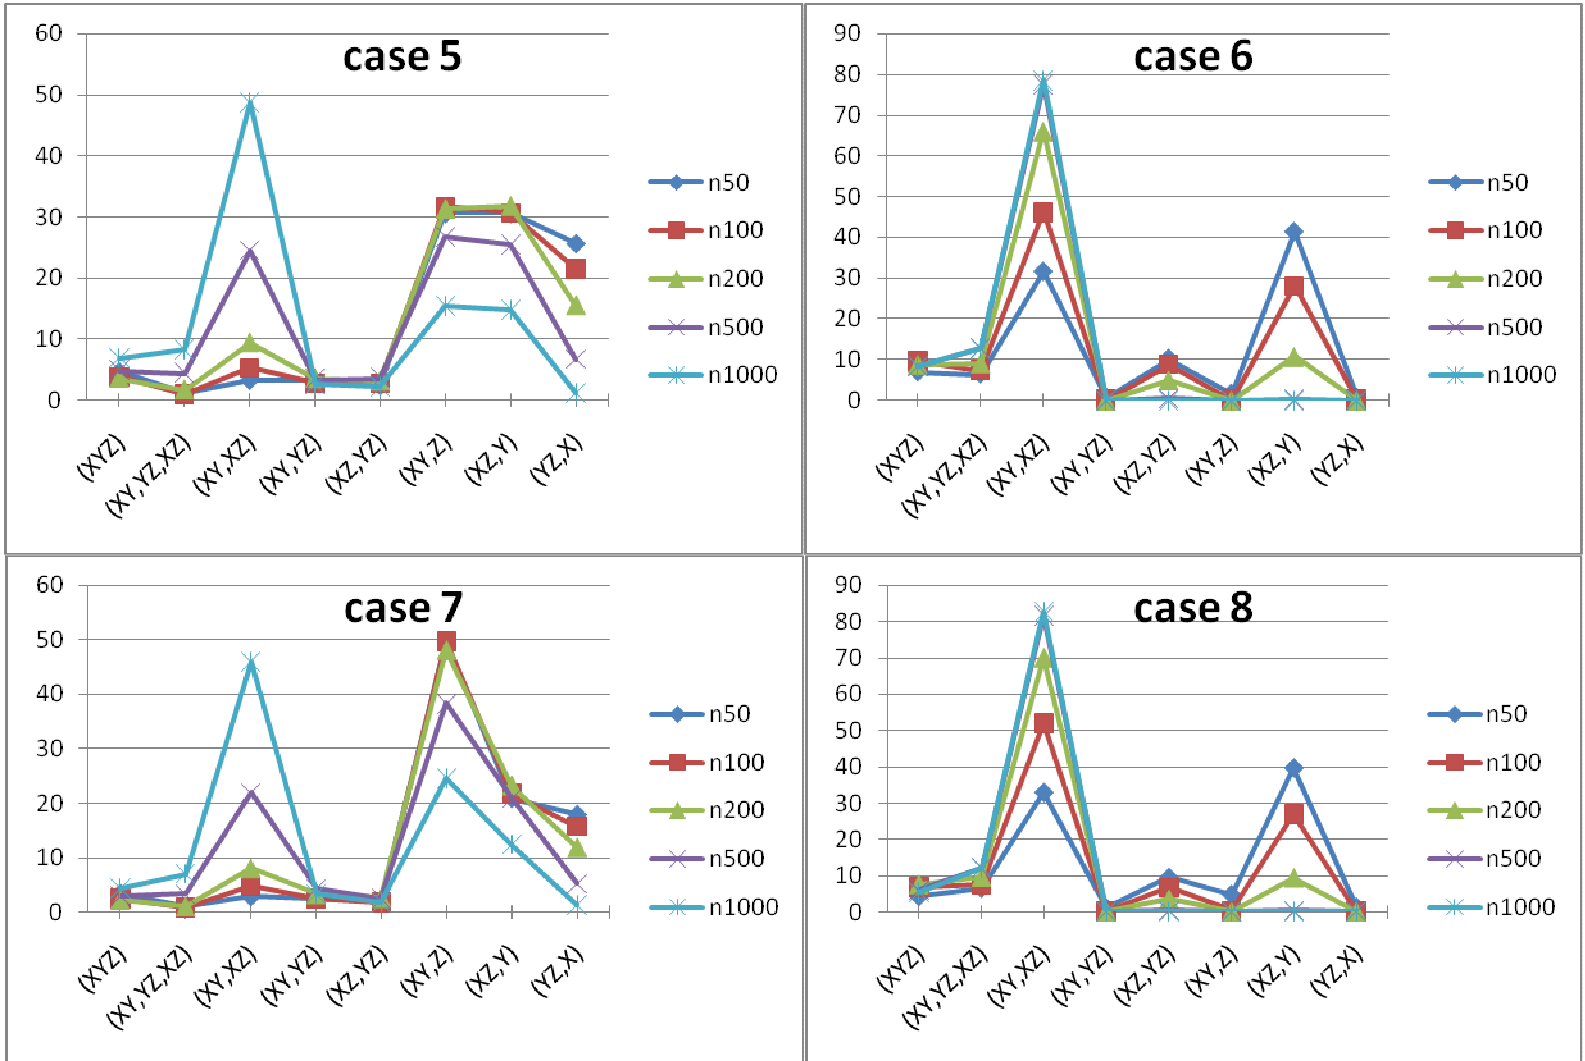 case 5
60
50
40
30
20
10
0
(XYZ)
(XY,YZ,XZ)
(XY,XZ)
(XY,YZ)
(XZ,YZ)
(XY,Z)
(XZ,Y)
(YZ,X)
n50
n100
n200
n500
n1000
case 6
90
80
70
60
50
40
30
20
10
0
(XYZ)
(XY,YZ,XZ)
(XY,XZ)
(XY,YZ)
(XZ,YZ)
(XY,Z)
(XZ,Y)
(YZ,X)
n50
n100
n200
n500
n1000
case 7
60
50
40
30
20
10
0
(XYZ)
(XY,YZ,XZ)
(XY,XZ)
(XY,YZ)
(XZ,YZ)
(XY,Z)
(XZ,Y)
(YZ,X)
n50
n100
n200
n500
n1000
case 8
90
80
70
60
50
40
30
20
10
0
(XYZ)
(XY,YZ,XZ)
(XY,XZ)
(XY,YZ)
(XZ,YZ)
(XY,Z)
(XZ,Y)
(YZ,X)
n50
n100
n200
n500
n1000